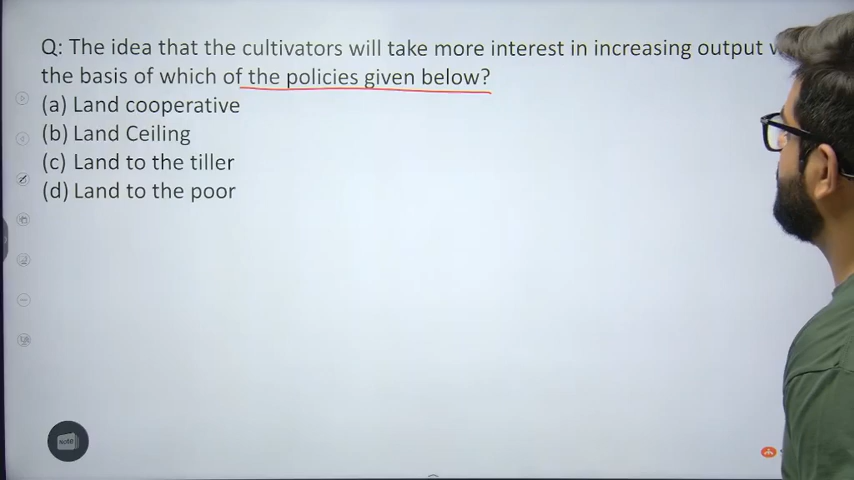 Q: The idea that the cultivators will take more interest in increasing output
the basis of which of the policies given below?
(a) Land cooperative
(b) Land Ceiling
(c) Land to the tiller
(d) Land to the poor